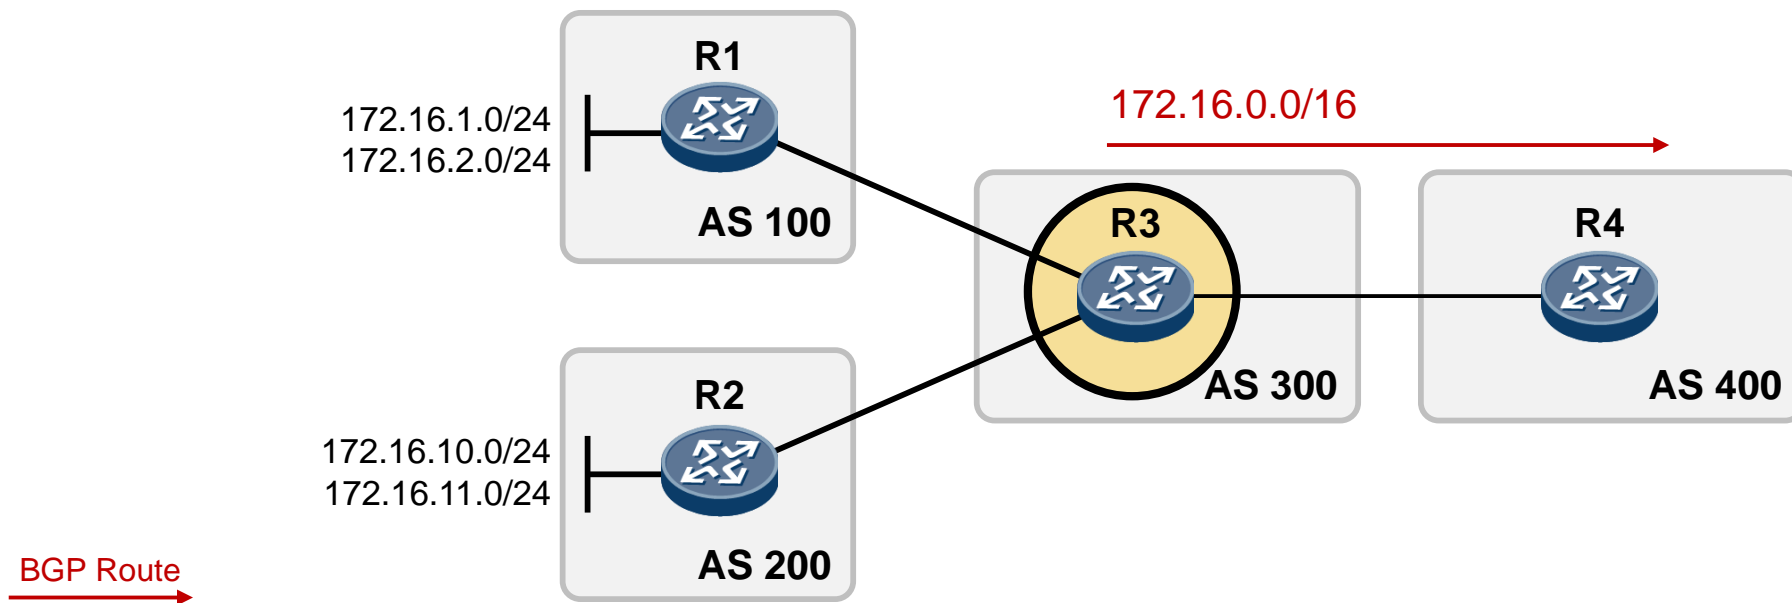 R1
172.16.1.0/24
172.16.2.0/24
AS 100
172.16.0.0/16
R3
AS 300
R4
AS 400
R2
172.16.10.0/24
172.16.11.0/24
AS 200
BGP Route